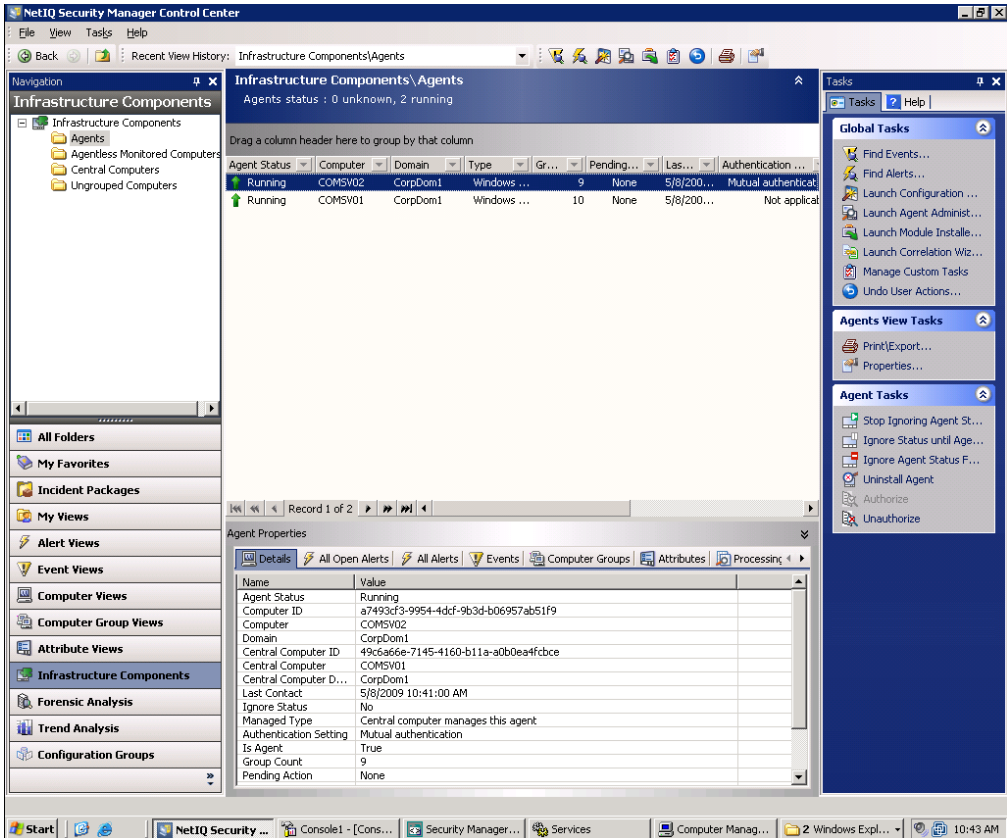 NetIQ Security Manager Control Center
File View Tasks Help
Back Recent View History: Infrastructure Components\Agents
Navigation
Infrastructure Components
Infrastructure Components
Agents
Agentless Monitored Computers
Central Computers
Ungrouped Computers
All Folders
My Favorites
Incident Packages
My Views
Alert Views
Event Views
Computer Views
Computer Group Views
Attribute Views
Infrastructure Components
Forensic Analysis
Trend Analysis
Configuration Groups
Infrastructure Components\Agents
Agents status : 0 unknown, 2 running
Drag a column header here to group by that column
Agent Status Computer Domain Type Gr... Pending... Las... Authentication ...
Running COMSV02 CorpDom1 Windows ... 9 None 5/8/200... Mutual authenticat
Running COMSV01 CorpDom1 Windows ... 10 None 5/8/200... Not applicat
Record 1 of 2
Agent Properties
Details All Open Alerts All Alerts Events Computer Groups Attributes Processing
Name Value
Agent Status Running
Computer ID a7493cf3-9954-4dcf-9b3d-b06957ab51f9
Computer COMSV02
Domain CorpDom1
Central Computer ID 49c6a66e-7145-4160-b11a-a0b0ea4fcbce
Central Computer COMSV01
Central Computer D... CorpDom1
Last Contact 5/8/2009 10:41:00 AM
Ignore Status No
Managed Type Central computer manages this agent
Authentication Setting Mutual authentication
Is Agent True
Group Count 9
Pending Action None
Tasks
Tasks Help
Global Tasks
Find Events...
Find Alerts...
Launch Configuration ...
Launch Agent Administ...
Launch Module Installe...
Launch Correlation Wiz...
Manage Custom Tasks
Undo User Actions...
Agents View Tasks
Print\Export...
Properties...
Agent Tasks
Stop Ignoring Agent St...
Ignore Status until Age...
Ignore Agent Status F...
Uninstall Agent
Authorize
Unauthorize
Start NetIQ Security ... Console1 - [Cons... Security Manager... Services Computer Manag... 2 Windows Expl... 10:43 AM